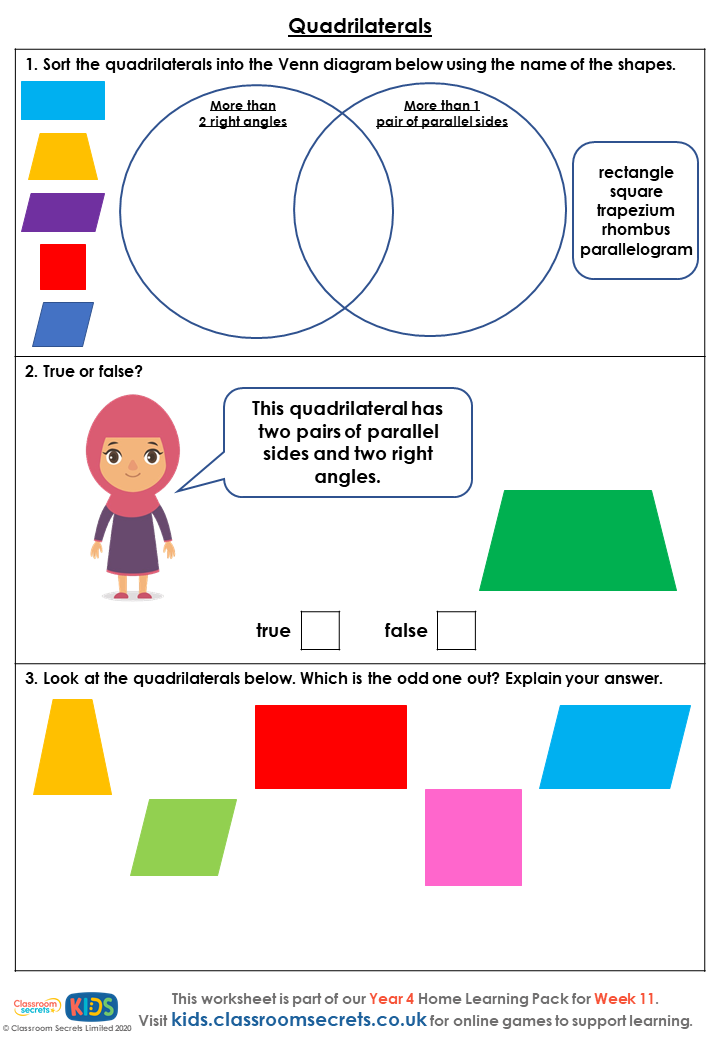 Quadrilaterals
1. Sort the quadrilaterals into the Venn diagram below using the name of the shapes.
More than
2 right angles
More than 1
pair of parallel sides
rectangle
square
trapezium
rhombus
parallelogram
2. True or false?
This quadrilateral has
two pairs of parallel
sides and two right
angles.
true
false
3. Look at the quadrilaterals below. Which is the odd one out? Explain your answer.
Classroom
secrets
KIDS
© Classroom Secrets Limited 2020
This worksheet is part of our Year 4 Home Learning Pack for Week 11.
Visit kids.classroomsecrets.co.uk for online games to support learning.